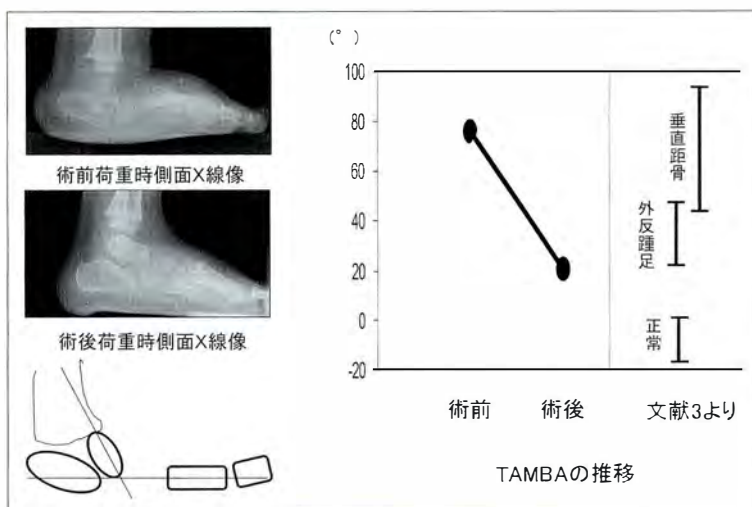 術前荷重時側面X線像
術後荷重時側面X線像
(°)
100
80
60
40
20
0
-20
垂直距骨
外反踵足
正常
術前
術後
文献3より
TAMBAの推移